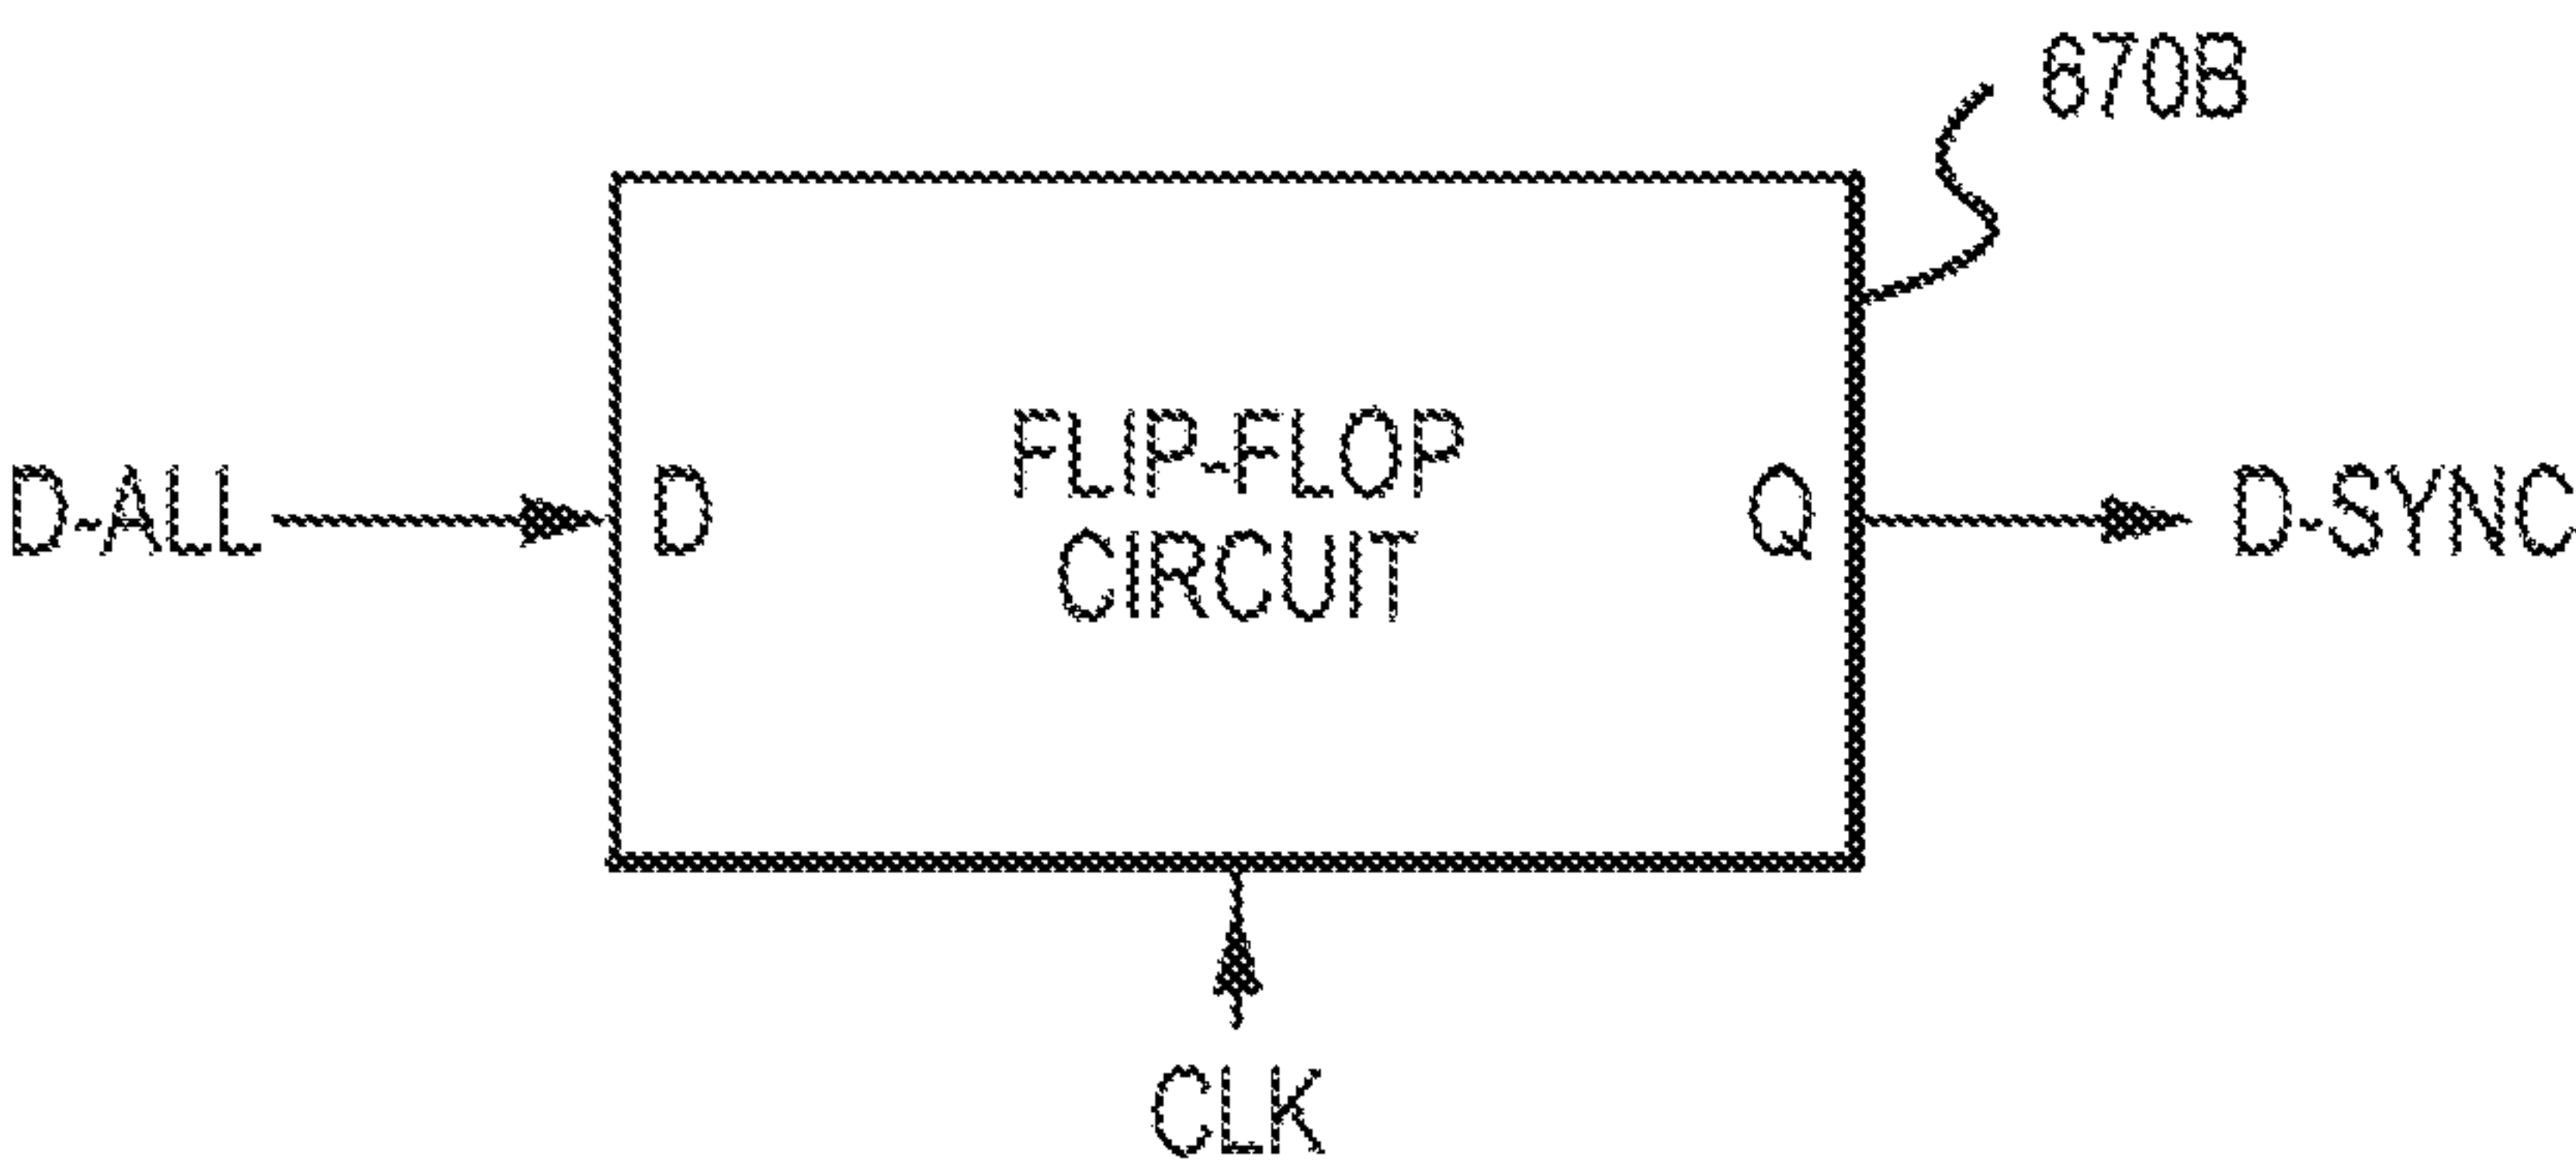 670B
FLIP-FLOP
CIRCUIT
D-ALL
D
Q
D-SYNC
CLK